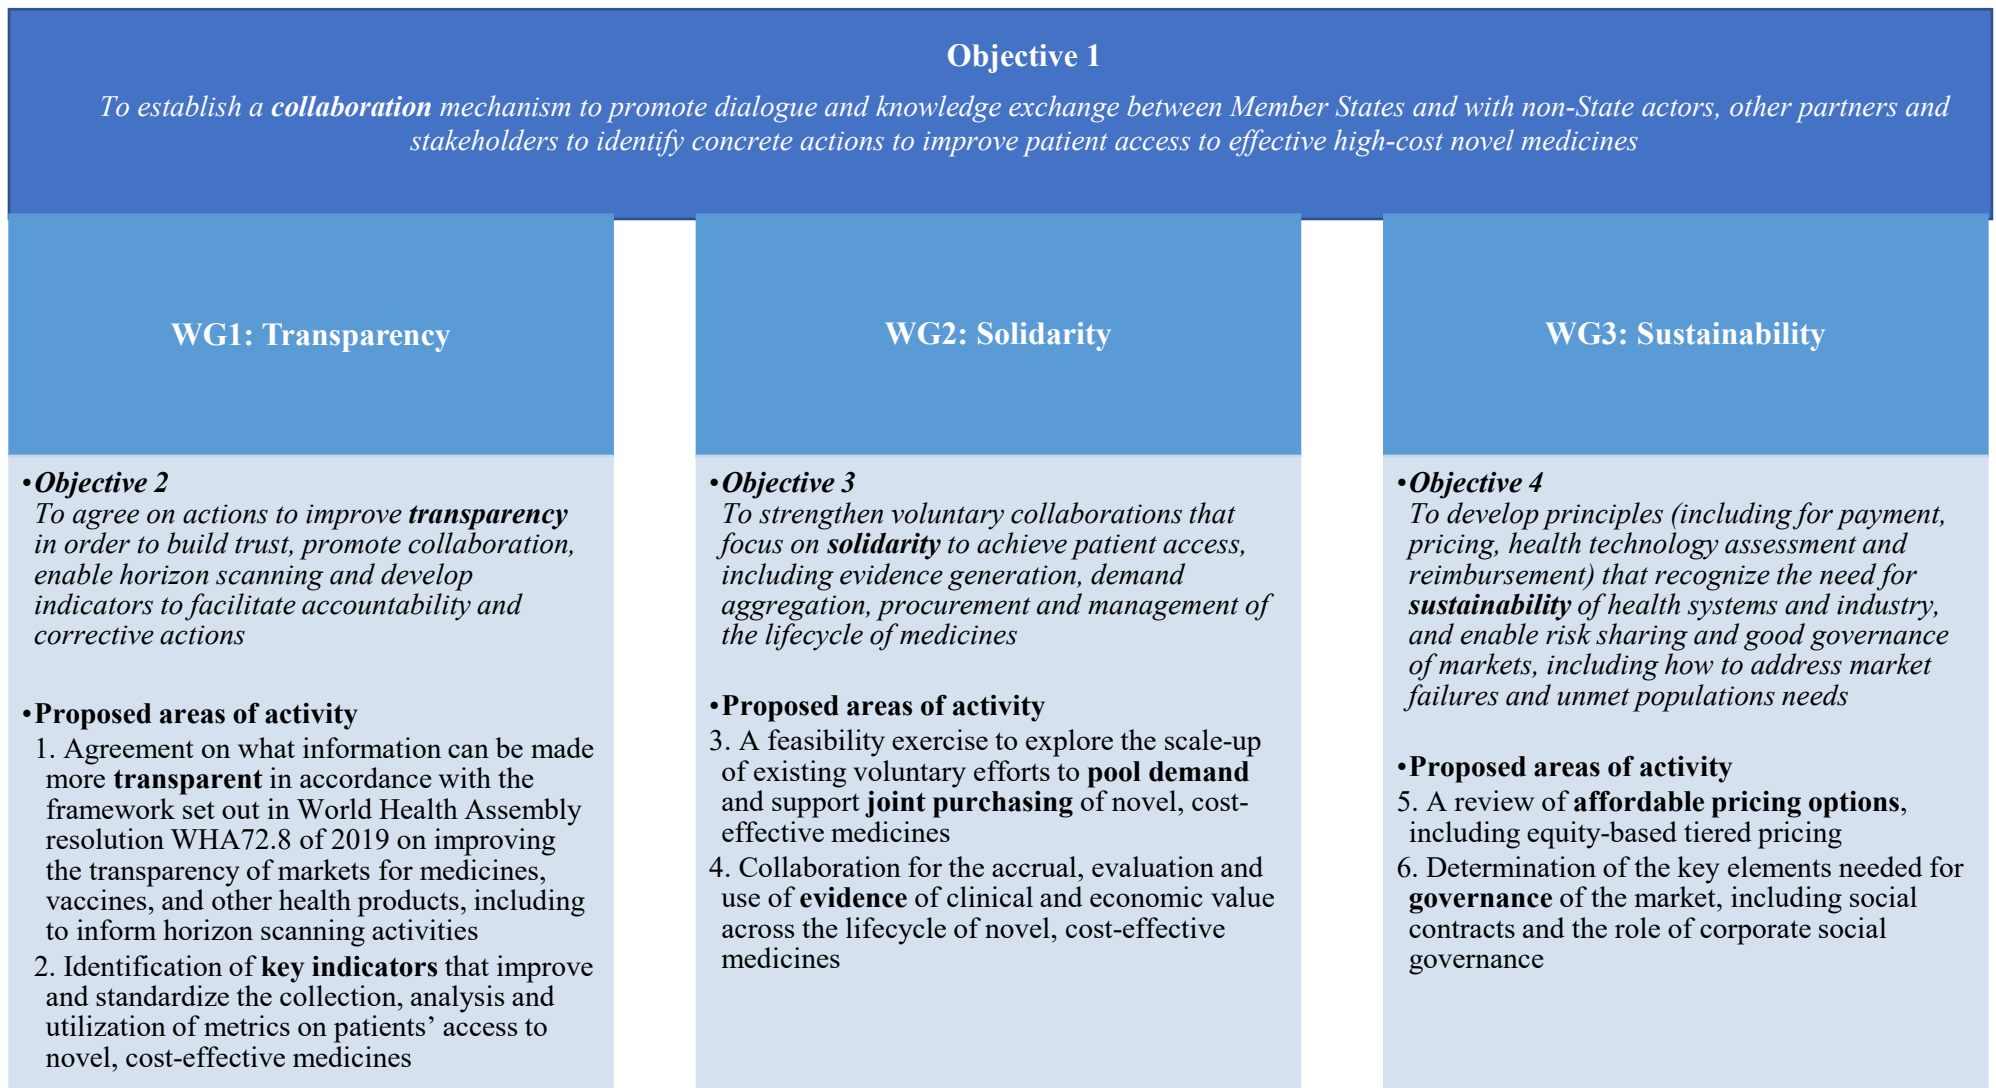 Objective 1
To establish a collaboration mechanism to promote dialogue and knowledge exchange between Member States and with non-State actors, other partners and
stakeholders to identify concrete actions to improve patient access to effective high-cost novel medicines
WG1: Transparency
•Objective 2
To agree on actions to improve transparency
in order to build trust, promote collaboration,
enable horizon scanning and develop
indicators to facilitate accountability and
corrective actions
•Proposed areas of activity
1. Agreement on what information can be made
more transparent in accordance with the
framework set out in World Health Assembly
resolution WHA72.8 of 2019 on improving
the transparency of markets for medicines,
vaccines, and other health products, including
to inform horizon scanning activities
2. Identification of key indicators that improve
and standardize the collection, analysis and
utilization of metrics on patients’ access to
novel, cost-effective medicines
WG2: Solidarity
•Objective 3
To strengthen voluntary collaborations that
focus on solidarity to achieve patient access,
including evidence generation, demand
aggregation, procurement and management of
the lifecycle of medicines
•Proposed areas of activity
3. A feasibility exercise to explore the scale-up
of existing voluntary efforts to pool demand
and support joint purchasing of novel, cost-
effective medicines
4. Collaboration for the accrual, evaluation and
use of evidence of clinical and economic value
across the lifecycle of novel, cost-effective
medicines
WG3: Sustainability
•Objective 4
To develop principles (including for payment,
pricing, health technology assessment and
reimbursement) that recognize the need for
sustainability of health systems and industry,
and enable risk sharing and good governance
of markets, including how to address market
failures and unmet populations needs
•Proposed areas of activity
5. A review of affordable pricing options,
including equity-based tiered pricing
6. Determination of the key elements needed for
governance of the market, including social
contracts and the role of corporate social
governance